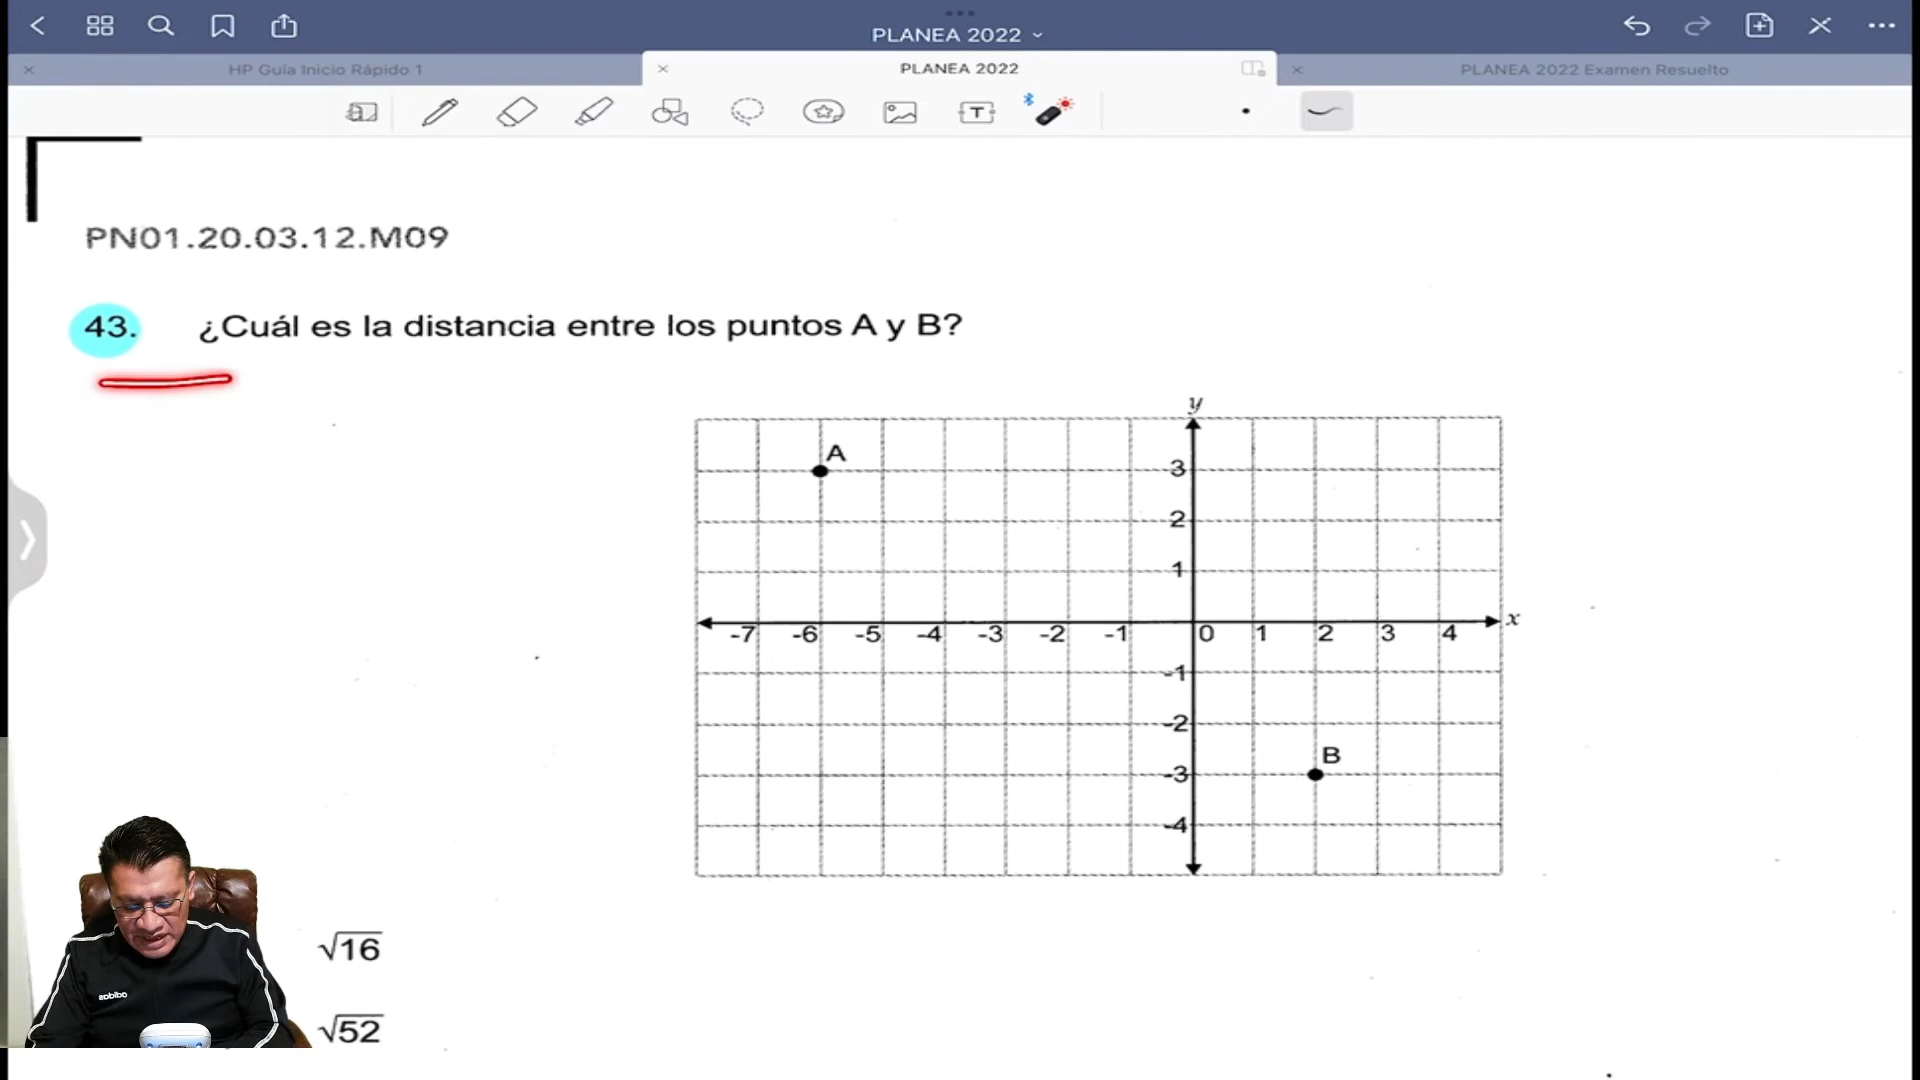 PLANEA 2022
HP Guía Inicio Rápido 1
PLANEA 2022
PLANEA 2022 Examen Resuelto
T
PN01.20.03.12.M09
43. ¿Cuál es la distancia entre los puntos A y B?
y
A
3
2
1
x
-7 -6 -5 -4 -3 -2 -1 0 1 2 3 4
-1
-2
B
-3
-4
√16
adidas
√52